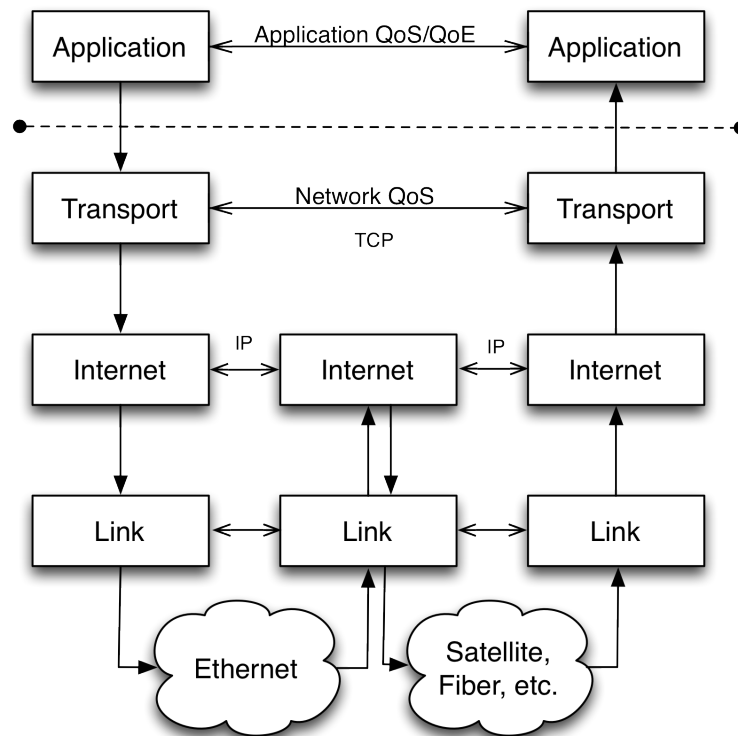 Application
Application QoS/QoE
Application
Transport
Network QoS
Transport
TCP
Internet
IP
Internet
IP
Internet
Link
Link
Link
Ethernet
Satellite,
Fiber, etc.